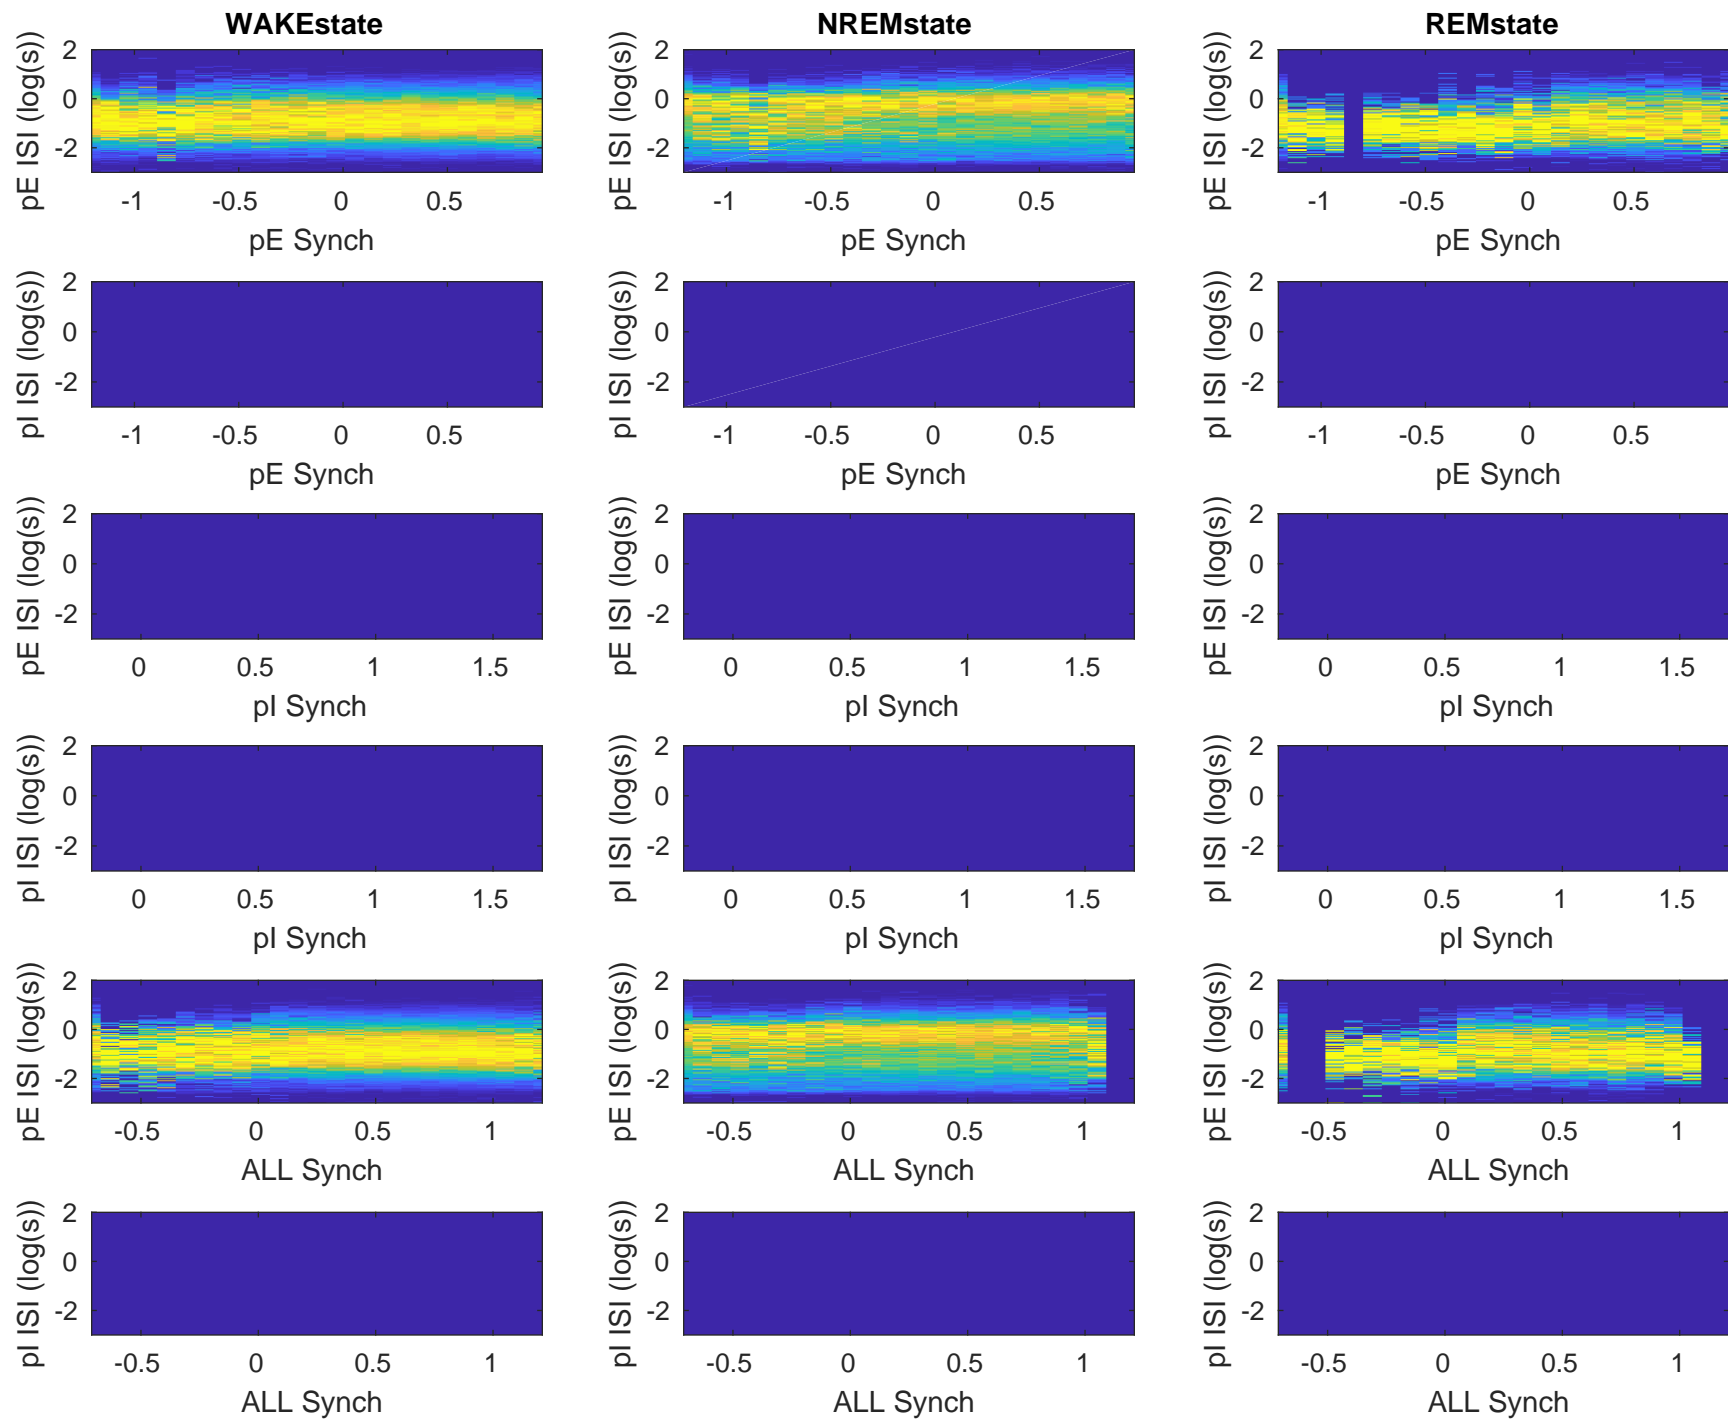 WAKEstate NREMstate REMstate
pE ISI (log(s)) 2 0 -2 pE ISI (log(s)) 2 0 -2 pE ISI (log(s)) 2 0 -2
-1 -0.5 0 0.5 -1 -0.5 0 0.5 -1 -0.5 0 0.5
pE Synch pE Synch pE Synch
pI ISI (log(s)) 2 0 -2 pI ISI (log(s)) 2 0 -2 pI ISI (log(s)) 2 0 -2
-1 -0.5 0 0.5 -1 -0.5 0 0.5 -1 -0.5 0 0.5
pE Synch pE Synch pE Synch
pE ISI (log(s)) 2 0 -2 pE ISI (log(s)) 2 0 -2 pE ISI (log(s)) 2 0 -2
0 0.5 1 1.5 0 0.5 1 1.5 0 0.5 1 1.5
pI Synch pI Synch pI Synch
pI ISI (log(s)) 2 0 -2 pI ISI (log(s)) 2 0 -2 pI ISI (log(s)) 2 0 -2
0 0.5 1 1.5 0 0.5 1 1.5 0 0.5 1 1.5
pI Synch pI Synch pI Synch
pE ISI (log(s)) 2 0 -2 pE ISI (log(s)) 2 0 -2 pE ISI (log(s)) 2 0 -2
-0.5 0 0.5 1 -0.5 0 0.5 1 -0.5 0 0.5 1
ALL Synch ALL Synch ALL Synch
pI ISI (log(s)) 2 0 -2 pI ISI (log(s)) 2 0 -2 pI ISI (log(s)) 2 0 -2
-0.5 0 0.5 1 -0.5 0 0.5 1 -0.5 0 0.5 1
ALL Synch ALL Synch ALL Synch